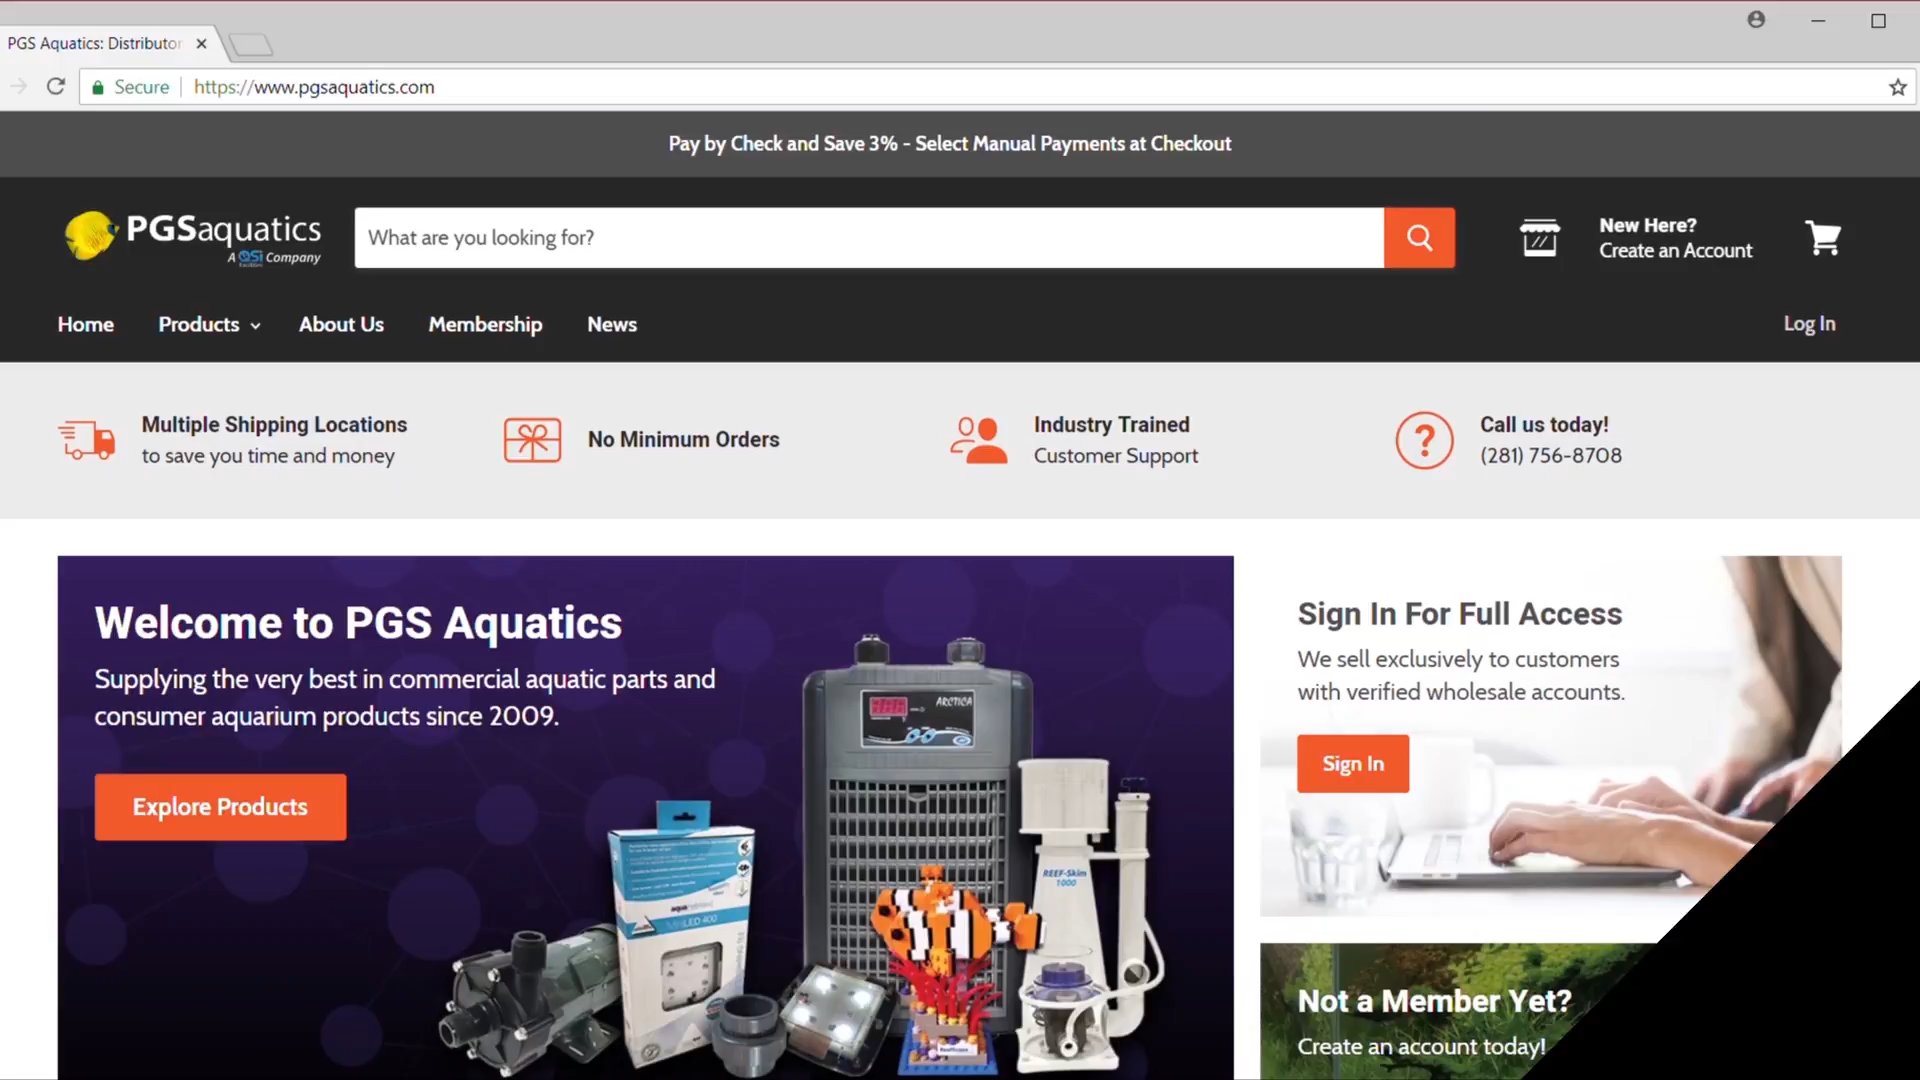 PGS Aquatics: Distributor
Secure
https://www.pgsaquatics.com
Pay by Check and Save 3% - Select Manual Payments at Checkout
PGSaquatics
A QSI Company
What are you looking for?
New Here?
Create an Account
Home
Products
About Us
Membership
News
Log In
Multiple Shipping Locations
to save you time and money
No Minimum Orders
Industry Trained
Customer Support
Call us today!
(281) 756-8708
Welcome to PGS Aquatics
Supplying the very best in commercial aquatic parts and
consumer aquarium products since 2009.
Explore Products
ARCTICA
REEF-Skim
1000
Sign In For Full Access
We sell exclusively to customers
with verified wholesale accounts.
Sign In
Not a Member Yet?
Create an account today!